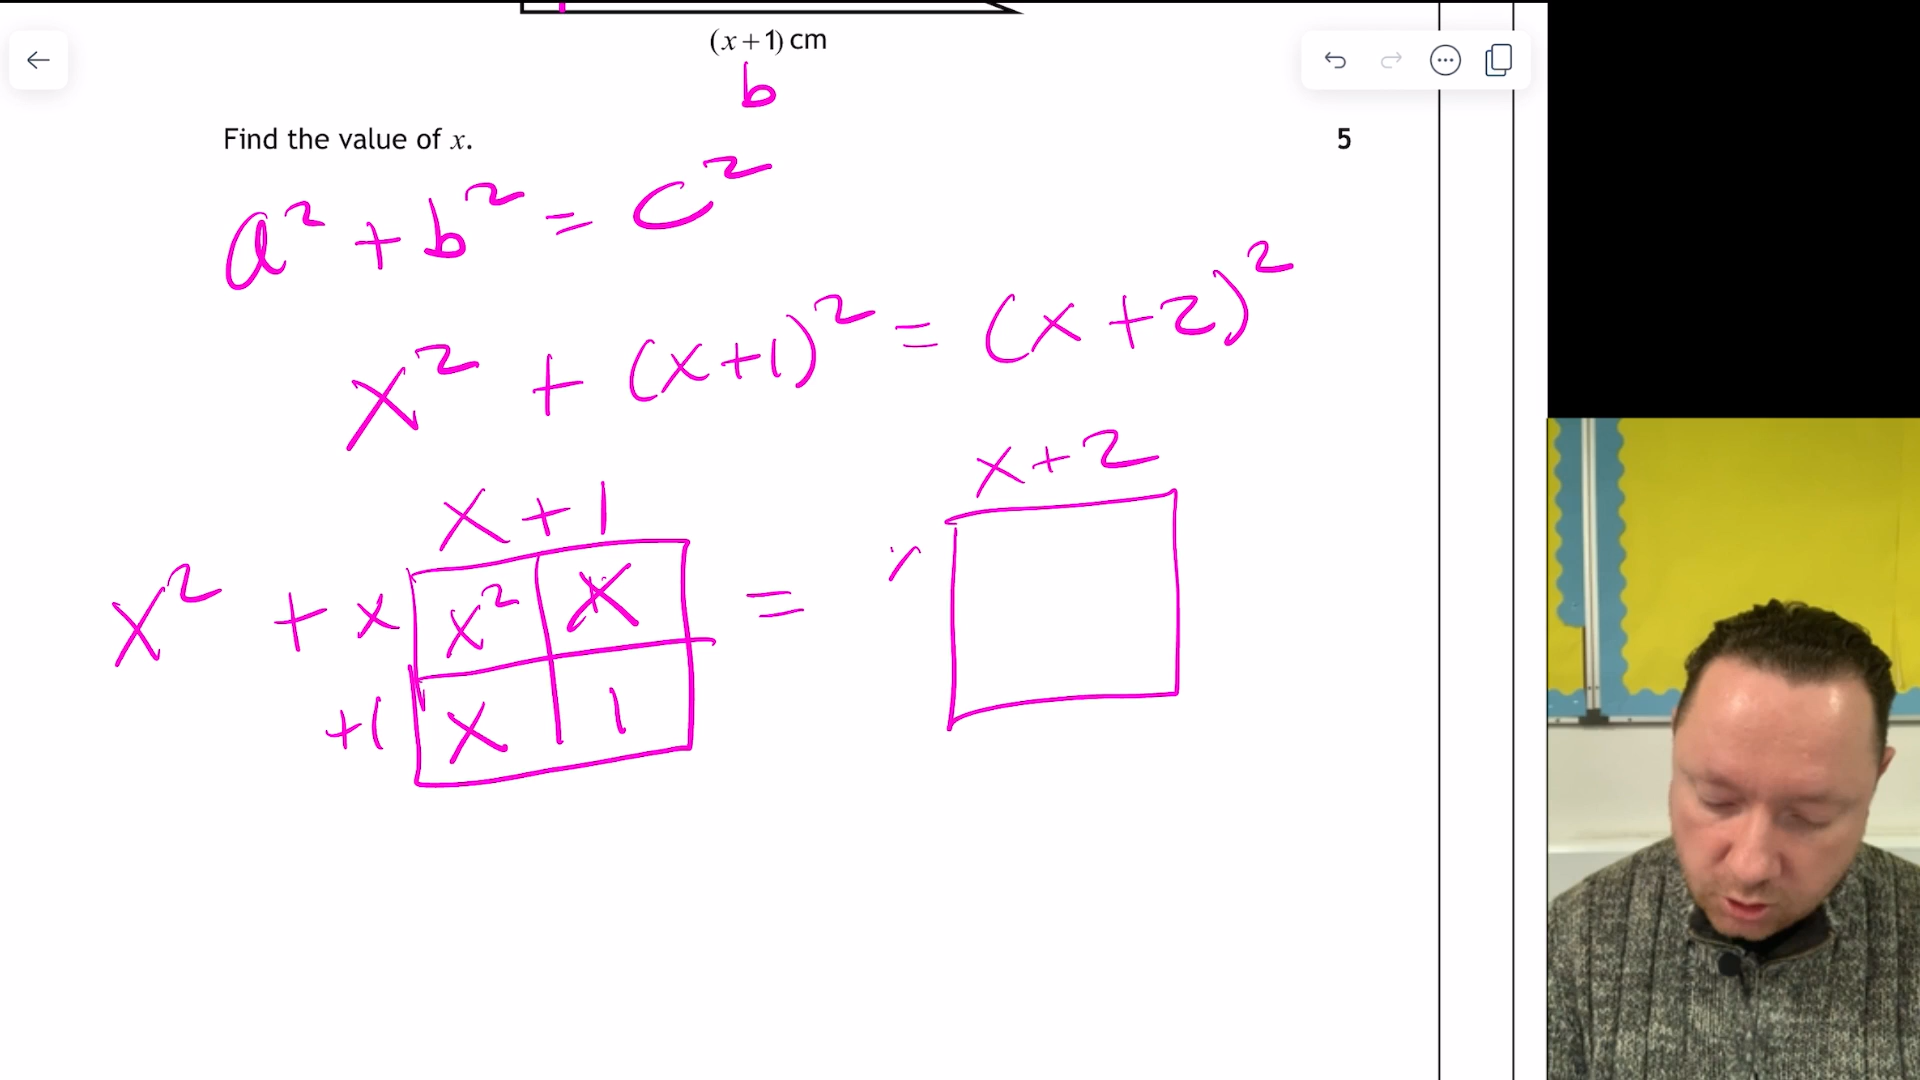 (x+1) cm
b
Find the value of x. 5
a² + b² = c²
x² + (x+1)² = (x+2)²
x + 1
x + 2
x² + x x² x =
+1 x 1